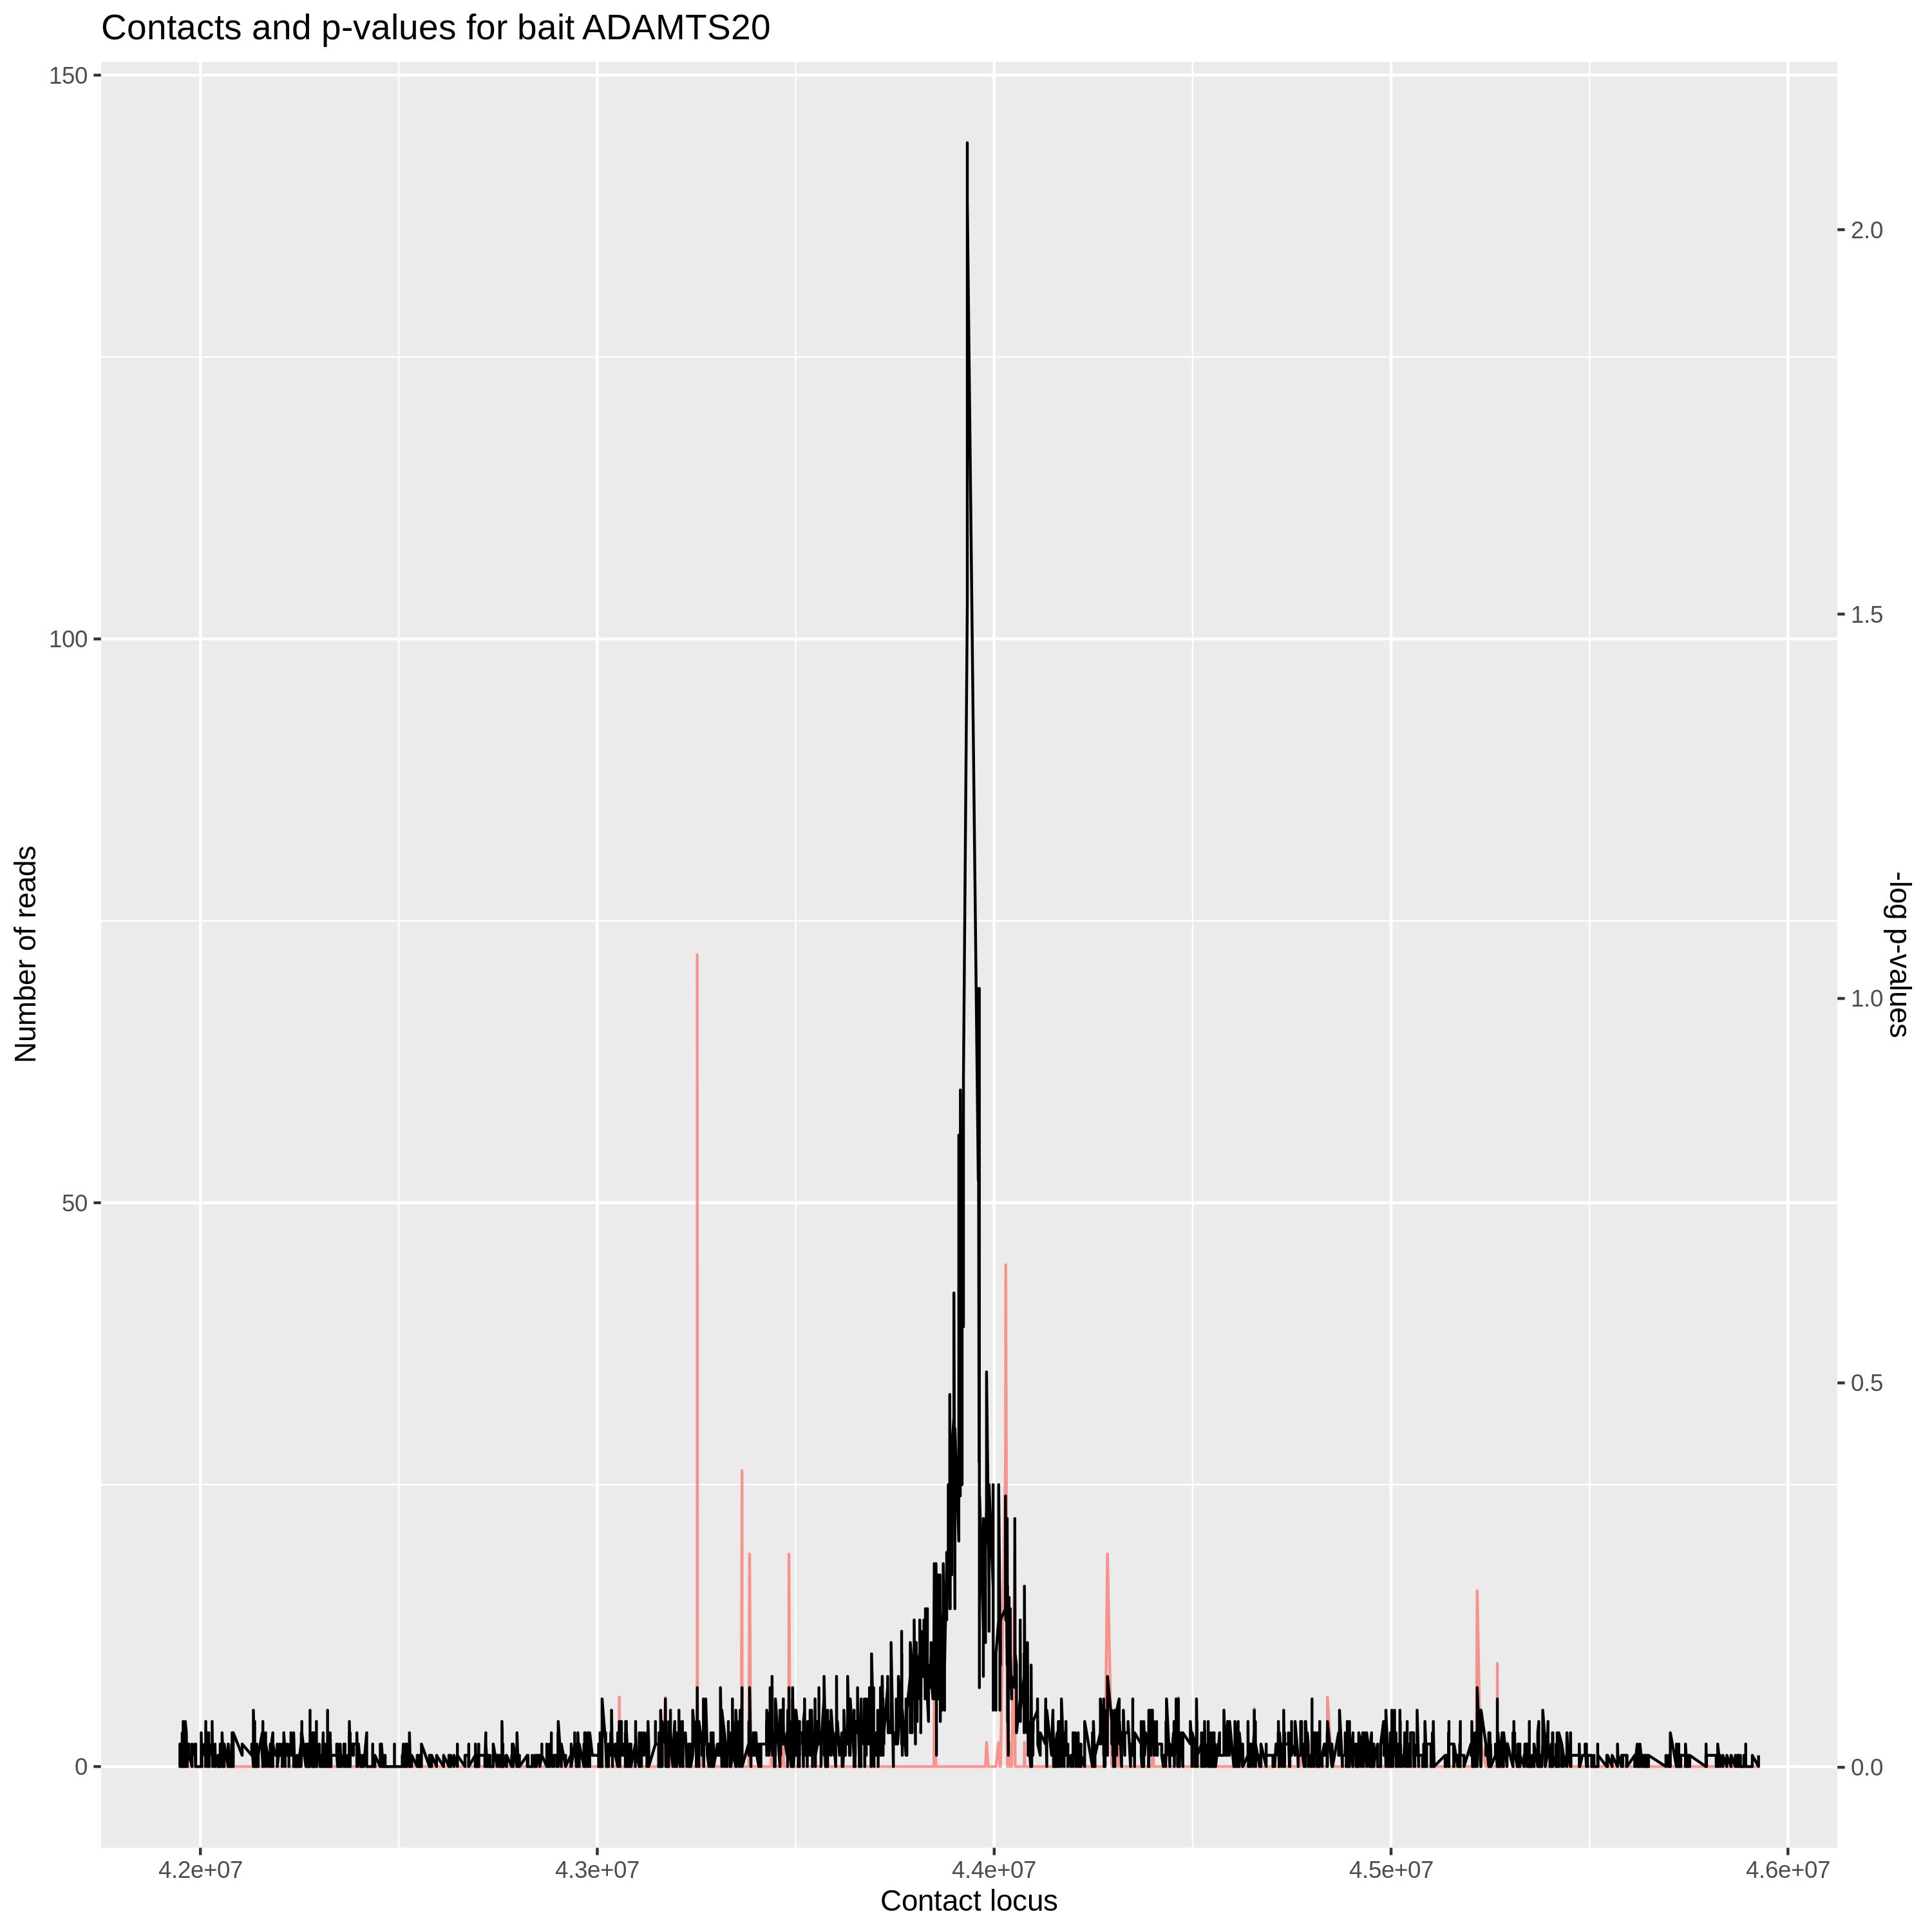 Contacts and p-values for bait ADAMTS20
150
100
50
0
2.0
1.5
1.0
0.5
0.0
Number of reads
-log p-values
4.2e+07
4.3e+07
4.4e+07
4.5e+07
4.6e+07
Contact locus